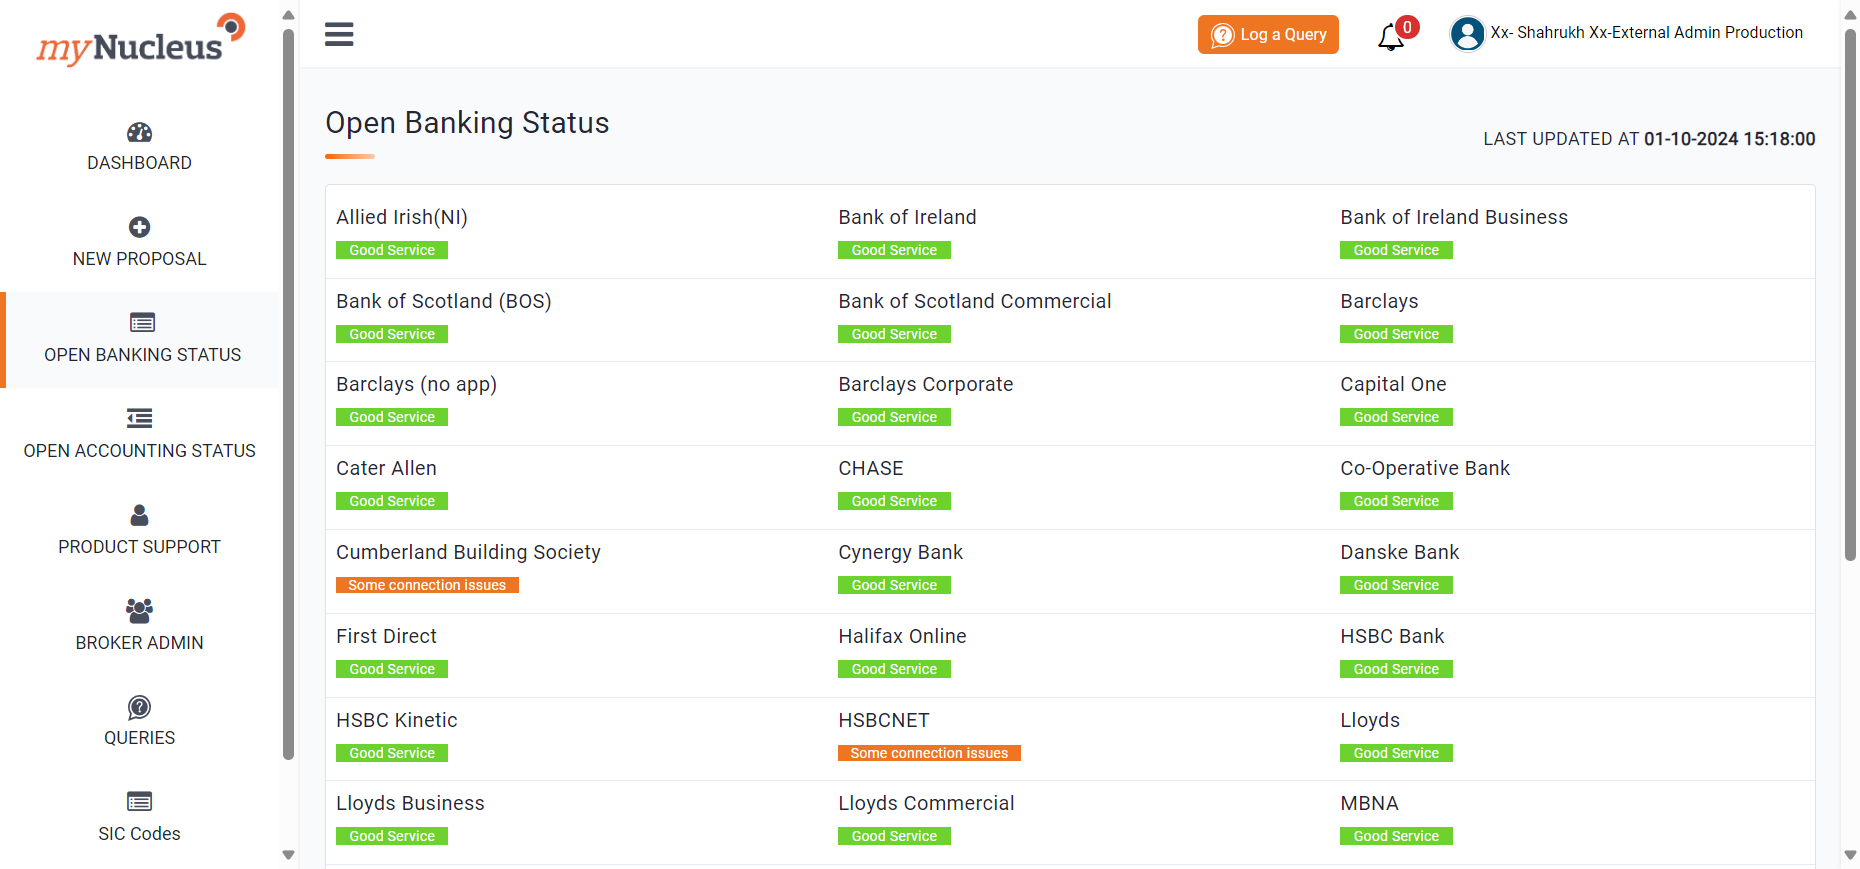 myNucleus
Log a Query
0
Xx- Shahrukh Xx-External Admin Production
DASHBOARD
NEW PROPOSAL
OPEN BANKING STATUS
OPEN ACCOUNTING STATUS
PRODUCT SUPPORT
BROKER ADMIN
QUERIES
SIC Codes
Open Banking Status
LAST UPDATED AT 01-10-2024 15:18:00
Allied Irish(NI)
Good Service
Bank of Ireland
Good Service
Bank of Ireland Business
Good Service
Bank of Scotland (BOS)
Good Service
Bank of Scotland Commercial
Good Service
Barclays
Good Service
Barclays (no app)
Good Service
Barclays Corporate
Good Service
Capital One
Good Service
Cater Allen
Good Service
CHASE
Good Service
Co-Operative Bank
Good Service
Cumberland Building Society
Some connection issues
Cynergy Bank
Good Service
Danske Bank
Good Service
First Direct
Good Service
Halifax Online
Good Service
HSBC Bank
Good Service
HSBC Kinetic
Good Service
HSBCNET
Some connection issues
Lloyds
Good Service
Lloyds Business
Good Service
Lloyds Commercial
Good Service
MBNA
Good Service